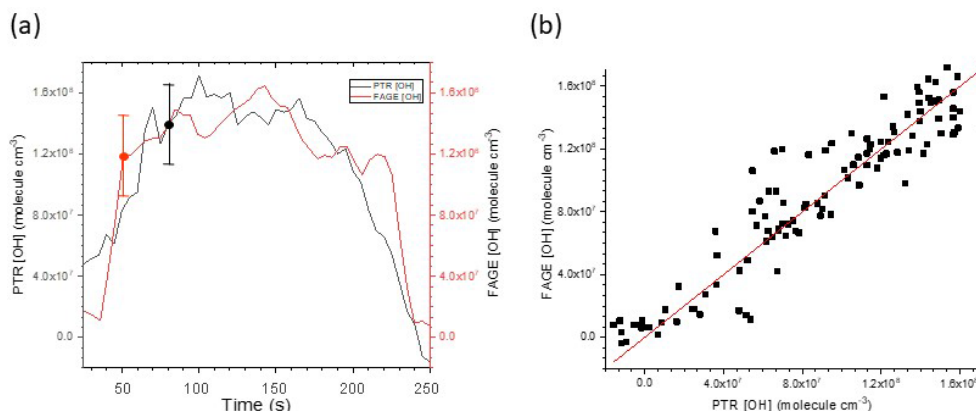 (a)
PTR [OH] (molecule cm⁻³)
1.6x10⁸
1.2x10⁸
8.0x10⁷
4.0x10⁷
0.0
PTR [OH]
FAGE [OH]
1.6x10⁸
1.2x10⁸
8.0x10⁷
4.0x10⁷
0.0
FAGE [OH] (molecule cm⁻³)
50 100 150 200 250
Time (s)
(b)
FAGE [OH] (molecule cm⁻³)
1.6x10⁸
1.2x10⁸
8.0x10⁷
4.0x10⁷
0.0
0.0 4.0x10⁷ 8.0x10⁷ 1.2x10⁸ 1.6x10
PTR [OH] (molecule cm⁻³)